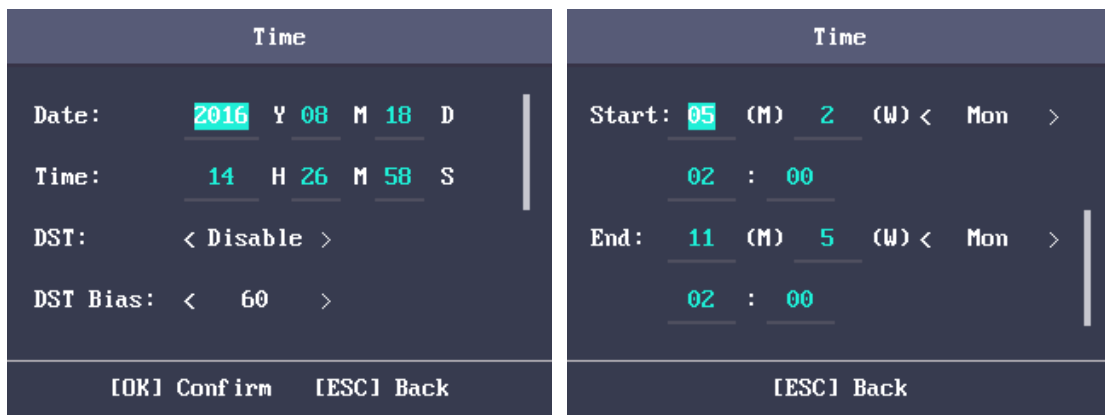 Time
Date: 2016 Y 08 M 18 D
Time: 14 H 26 M 58 S
DST: < Disable >
DST Bias: < 60 >
[OK] Confirm [ESC] Back
Time
Start: 05 (M) 2 (W) < Mon >
02 : 00
End: 11 (M) 5 (W) < Mon >
02 : 00
[ESC] Back